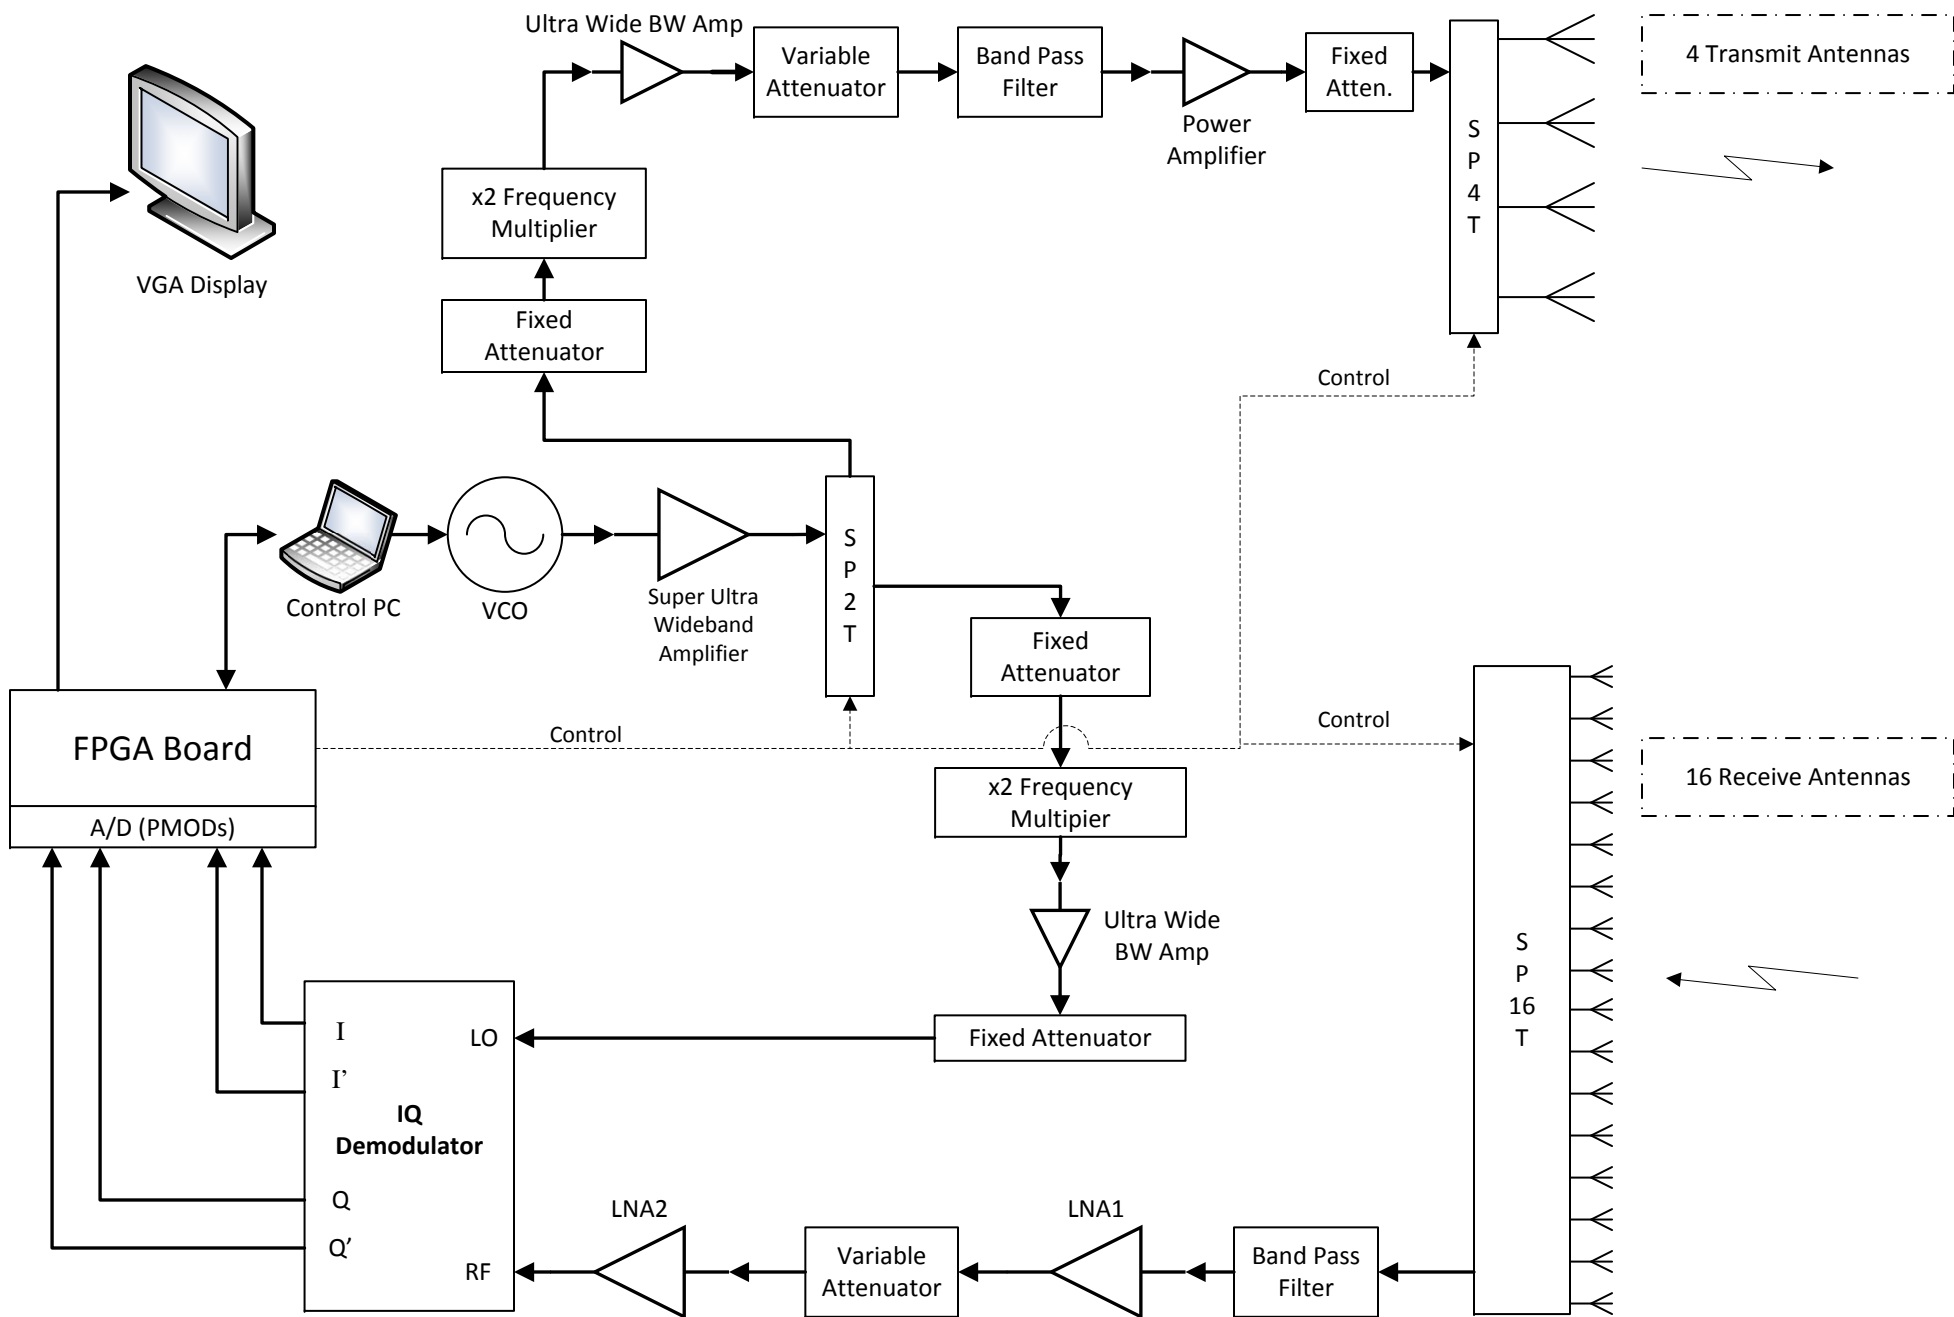 Ultra Wide BW Amp
Variable
Attenuator
Band Pass
Filter
Power
Amplifier
Fixed
Atten.
S
P
4
T
4 Transmit Antennas
VGA Display
x2 Frequency
Multiplier
Fixed
Attenuator
Control
Control PC
VCO
Super Ultra
Wideband
Amplifier
S
P
2
T
Fixed
Attenuator
FPGA Board
A/D (PMODs)
Control
Control
x2 Frequency
Multipier
Ultra Wide
BW Amp
Fixed Attenuator
16 Receive Antennas
S
P
16
T
I
I’
IQ
Demodulator
Q
Q’
LO
RF
LNA2
Variable
Attenuator
LNA1
Band Pass
Filter